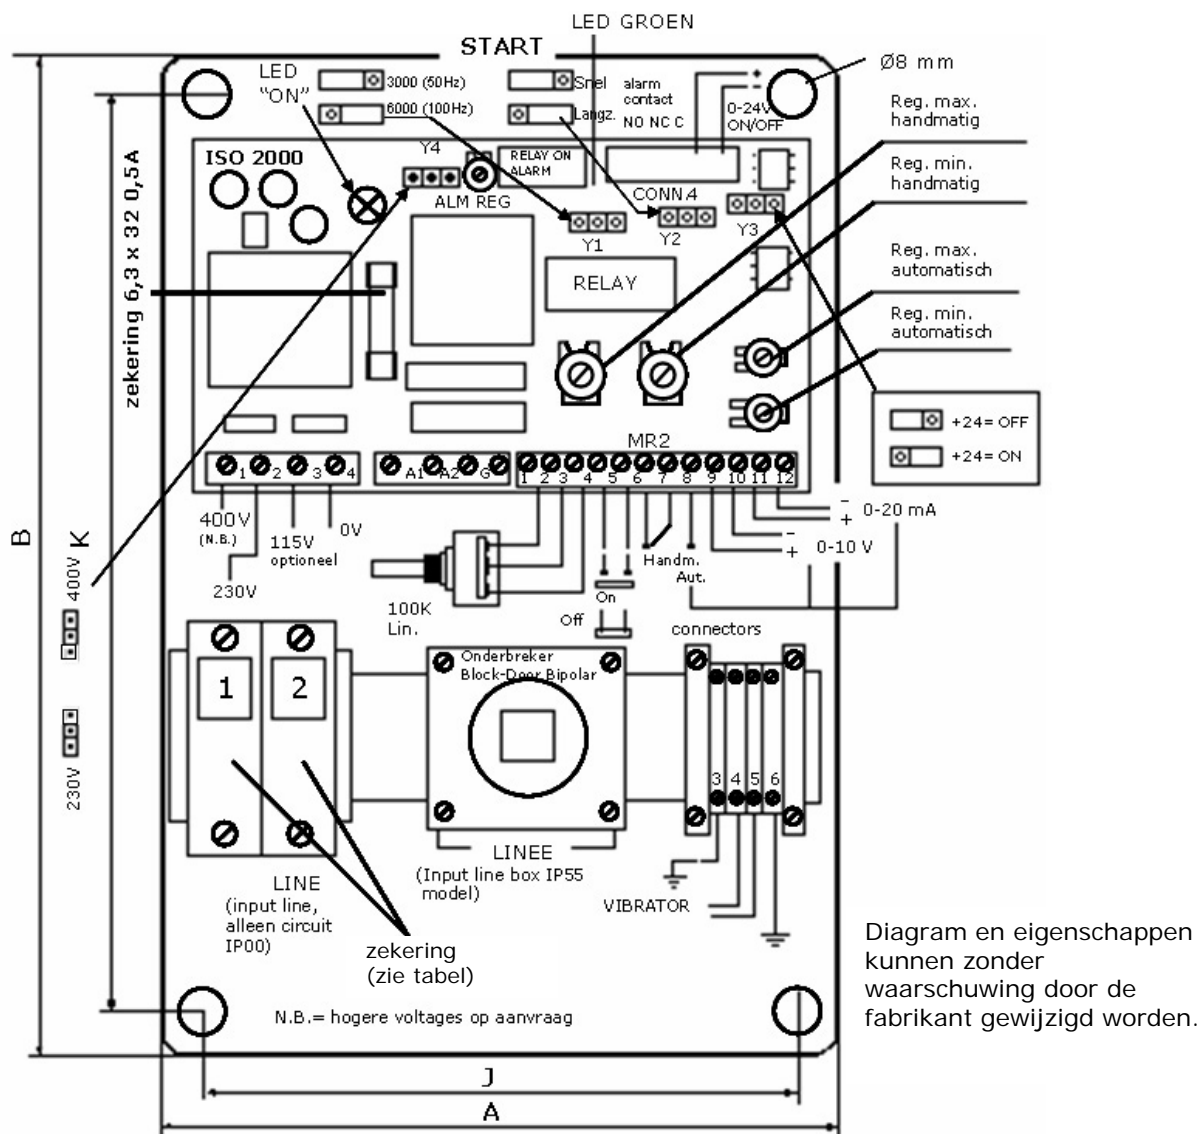 LED GROEN
START
LED
"ON"
3000 (50Hz)
6000 (100Hz)
Snel
Langz.
alarm
contact
NO NC C
+
-
0-24V
ON/OFF
Ø8 mm
Reg. max.
handmatig
Reg. min.
handmatig
Reg. max.
automatisch
Reg. min.
automatisch
ISO 2000
Y4
ALM REG
RELAY ON
ALARM
CONN.4
Y1
Y2
Y3
RELAY
zekering 6,3 x 32 0,5A
+24= OFF
+24= ON
MR2
1 2 3 4
A1 A2 G
1 2 3 4 5 6 7 8 9 10 11 12
400V
(N.B.)
230V
115V
optioneel
0V
100K
Lin.
On
Off
Handm.
Aut.
-
+
0-20 mA
-
+
0-10 V
connectors
B
K
400V
230V
1
2
Onderbreker
Block-Door Bipolar
3 4 5 6
LINEE
(Input line box IP55
model)
LINE
(input line,
alleen circuit
IP00)
zekering
(zie tabel)
VIBRATOR
N.B.= hogere voltages op aanvraag
J
A
Diagram en eigenschappen
kunnen zonder
waarschuwing door de
fabrikant gewijzigd worden.